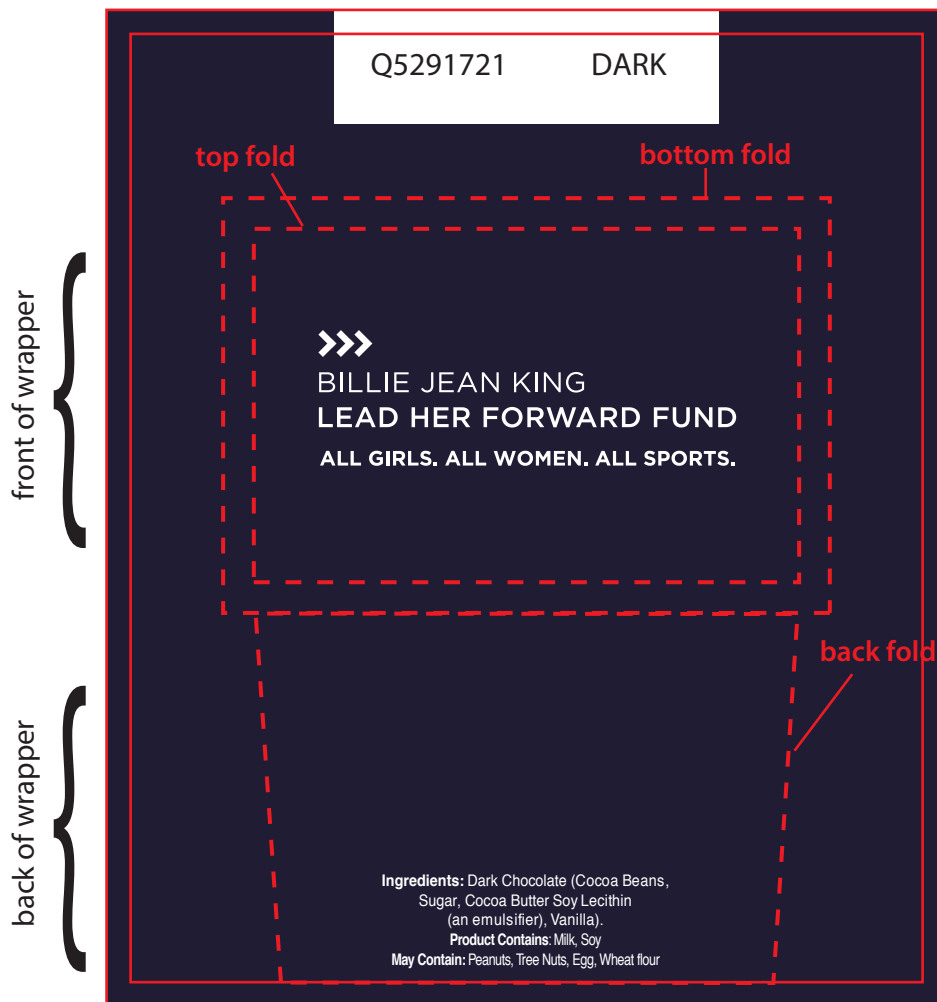 Q5291721 DARK
top fold
bottom fold
front of wrapper
BILLIE JEAN KING
LEAD HER FORWARD FUND
ALL GIRLS. ALL WOMEN. ALL SPORTS.
back fold
back of wrapper
Ingredients: Dark Chocolate (Cocoa Beans,
Sugar, Cocoa Butter Soy Lecithin
(an emulsifier), Vanilla).
Product Contains: Milk, Soy
May Contain: Peanuts, Tree Nuts, Egg, Wheat flour